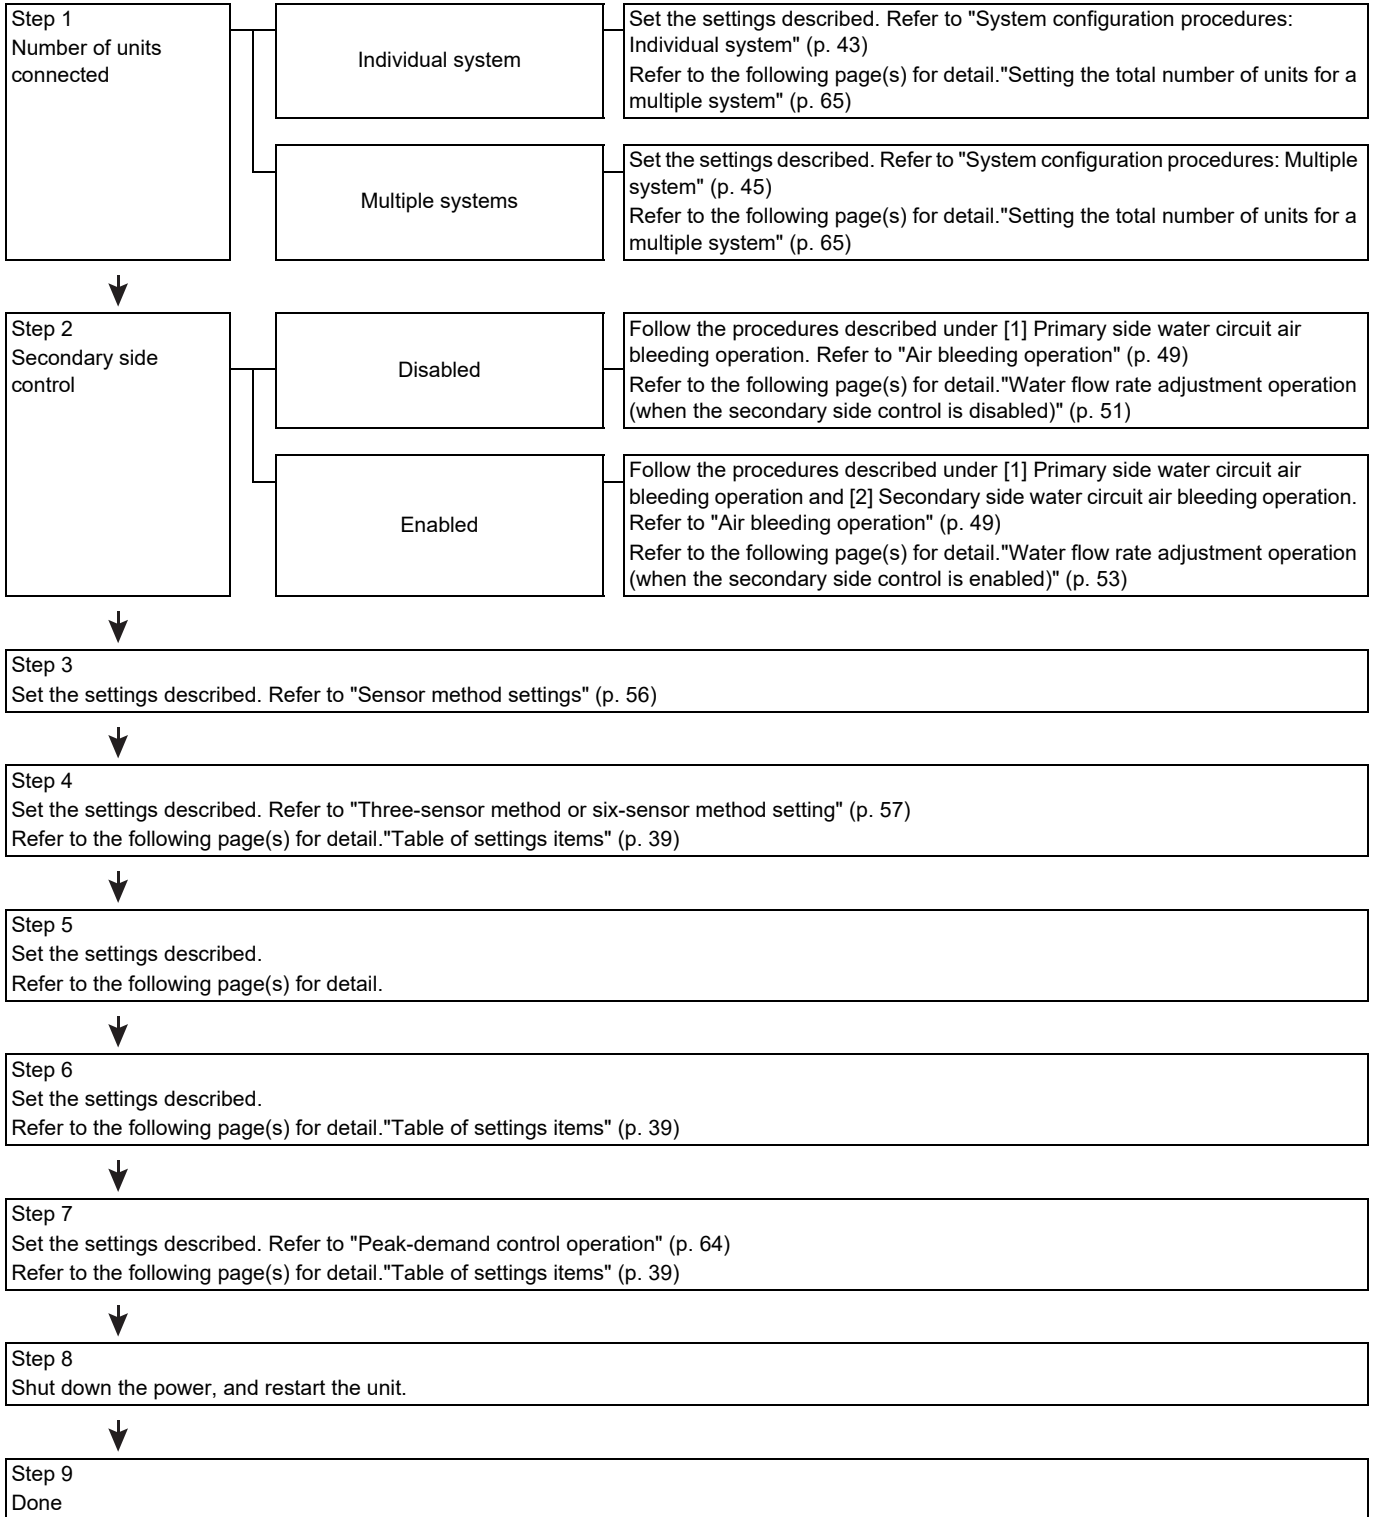 Step 1
Number of units
connected
Individual system
Set the settings described. Refer to "System configuration procedures:
Individual system" (p. 43)
Refer to the following page(s) for detail."Setting the total number of units for a
multiple system" (p. 65)
Multiple systems
Set the settings described. Refer to "System configuration procedures: Multiple
system" (p. 45)
Refer to the following page(s) for detail."Setting the total number of units for a
multiple system" (p. 65)
Step 2
Secondary side
control
Disabled
Follow the procedures described under [1] Primary side water circuit air
bleeding operation. Refer to "Air bleeding operation" (p. 49)
Refer to the following page(s) for detail."Water flow rate adjustment operation
(when the secondary side control is disabled)" (p. 51)
Enabled
Follow the procedures described under [1] Primary side water circuit air
bleeding operation and [2] Secondary side water circuit air bleeding operation.
Refer to "Air bleeding operation" (p. 49)
Refer to the following page(s) for detail."Water flow rate adjustment operation
(when the secondary side control is enabled)" (p. 53)
Step 3
Set the settings described. Refer to "Sensor method settings" (p. 56)
Step 4
Set the settings described. Refer to "Three-sensor method or six-sensor method setting" (p. 57)
Refer to the following page(s) for detail."Table of settings items" (p. 39)
Step 5
Set the settings described.
Refer to the following page(s) for detail.
Step 6
Set the settings described.
Refer to the following page(s) for detail."Table of settings items" (p. 39)
Step 7
Set the settings described. Refer to "Peak-demand control operation" (p. 64)
Refer to the following page(s) for detail."Table of settings items" (p. 39)
Step 8
Shut down the power, and restart the unit.
Step 9
Done